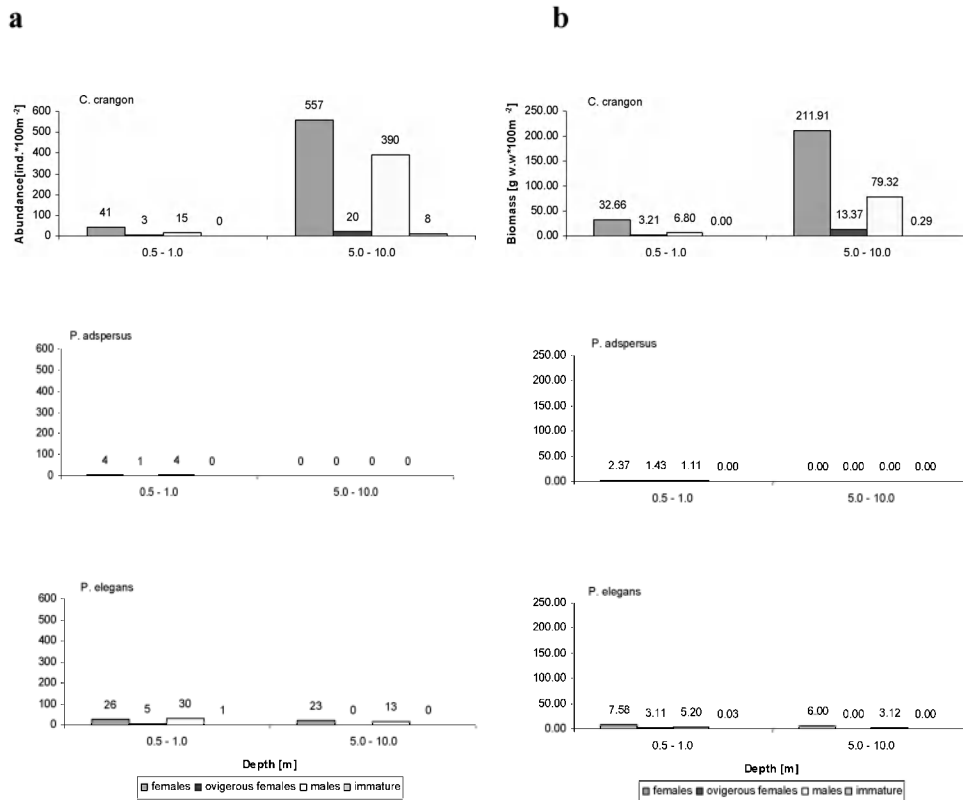 a
b
C. crangon
Abundance[ind.*100m⁻²]
600
500
400
300
200
100
0
41
3
15
0
557
20
390
8
0.5 - 1.0
5.0 - 10.0
C. crangon
Biomass [g w.w*100m⁻²]
250.00
200.00
150.00
100.00
50.00
0.00
32.66
3.21
6.80
0.00
211.91
13.37
79.32
0.29
0.5 - 1.0
5.0 - 10.0
P. adspersus
600
500
400
300
200
100
0
4
1
4
0
0
0
0
0
0.5 - 1.0
5.0 - 10.0
P. adspersus
250.00
200.00
150.00
100.00
50.00
0.00
2.37
1.43
1.11
0.00
0.00
0.00
0.00
0.00
0.5 - 1.0
5.0 - 10.0
P. elegans
600
500
400
300
200
100
0
26
5
30
1
23
0
13
0
0.5 - 1.0
5.0 - 10.0
Depth [m]
females
ovigerous females
males
immature
P. elegans
250.00
200.00
150.00
100.00
50.00
0.00
7.58
3.11
5.20
0.03
6.00
0.00
3.12
0.00
0.5 - 1.0
5.0 - 10.0
Depth [m]
females
ovigerous females
males
immature